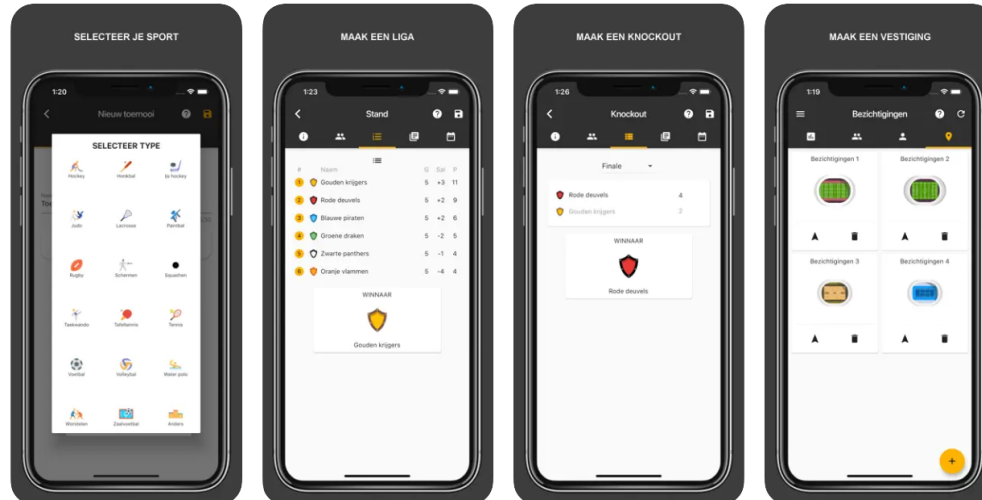 SELECTEER JE SPORT
1:20
Nieuw toernooi
SELECTEER TYPE
Hockey Honkbal Ijs hockey
Judo Lacrosse Paintbal
Rugby Schermen Squashen
Taekwando Tafeltennis Tennis
Voetbal Volleybal Water polo
Worstelen Zaalvoetbal Anders
MAAK EEN LIGA
1:23
Stand
# Naam G Sal P
1 Gouden krijgers 5 +3 11
2 Rode deuvels 5 +2 9
3 Blauwe piraten 5 +2 6
4 Groene draken 5 -2 5
5 Zwarte panthers 5 -1 4
6 Oranje vlammen 5 -4 4
WINNAAR
Gouden krijgers
MAAK EEN KNOCKOUT
1:26
Knockout
Finale
Rode deuvels 4
Gouden krijgers 2
WINNAAR
Rode deuvels
MAAK EEN VESTIGING
1:19
Bezichtigingen
Bezichtigingen 1 Bezichtigingen 2
Bezichtigingen 3 Bezichtigingen 4